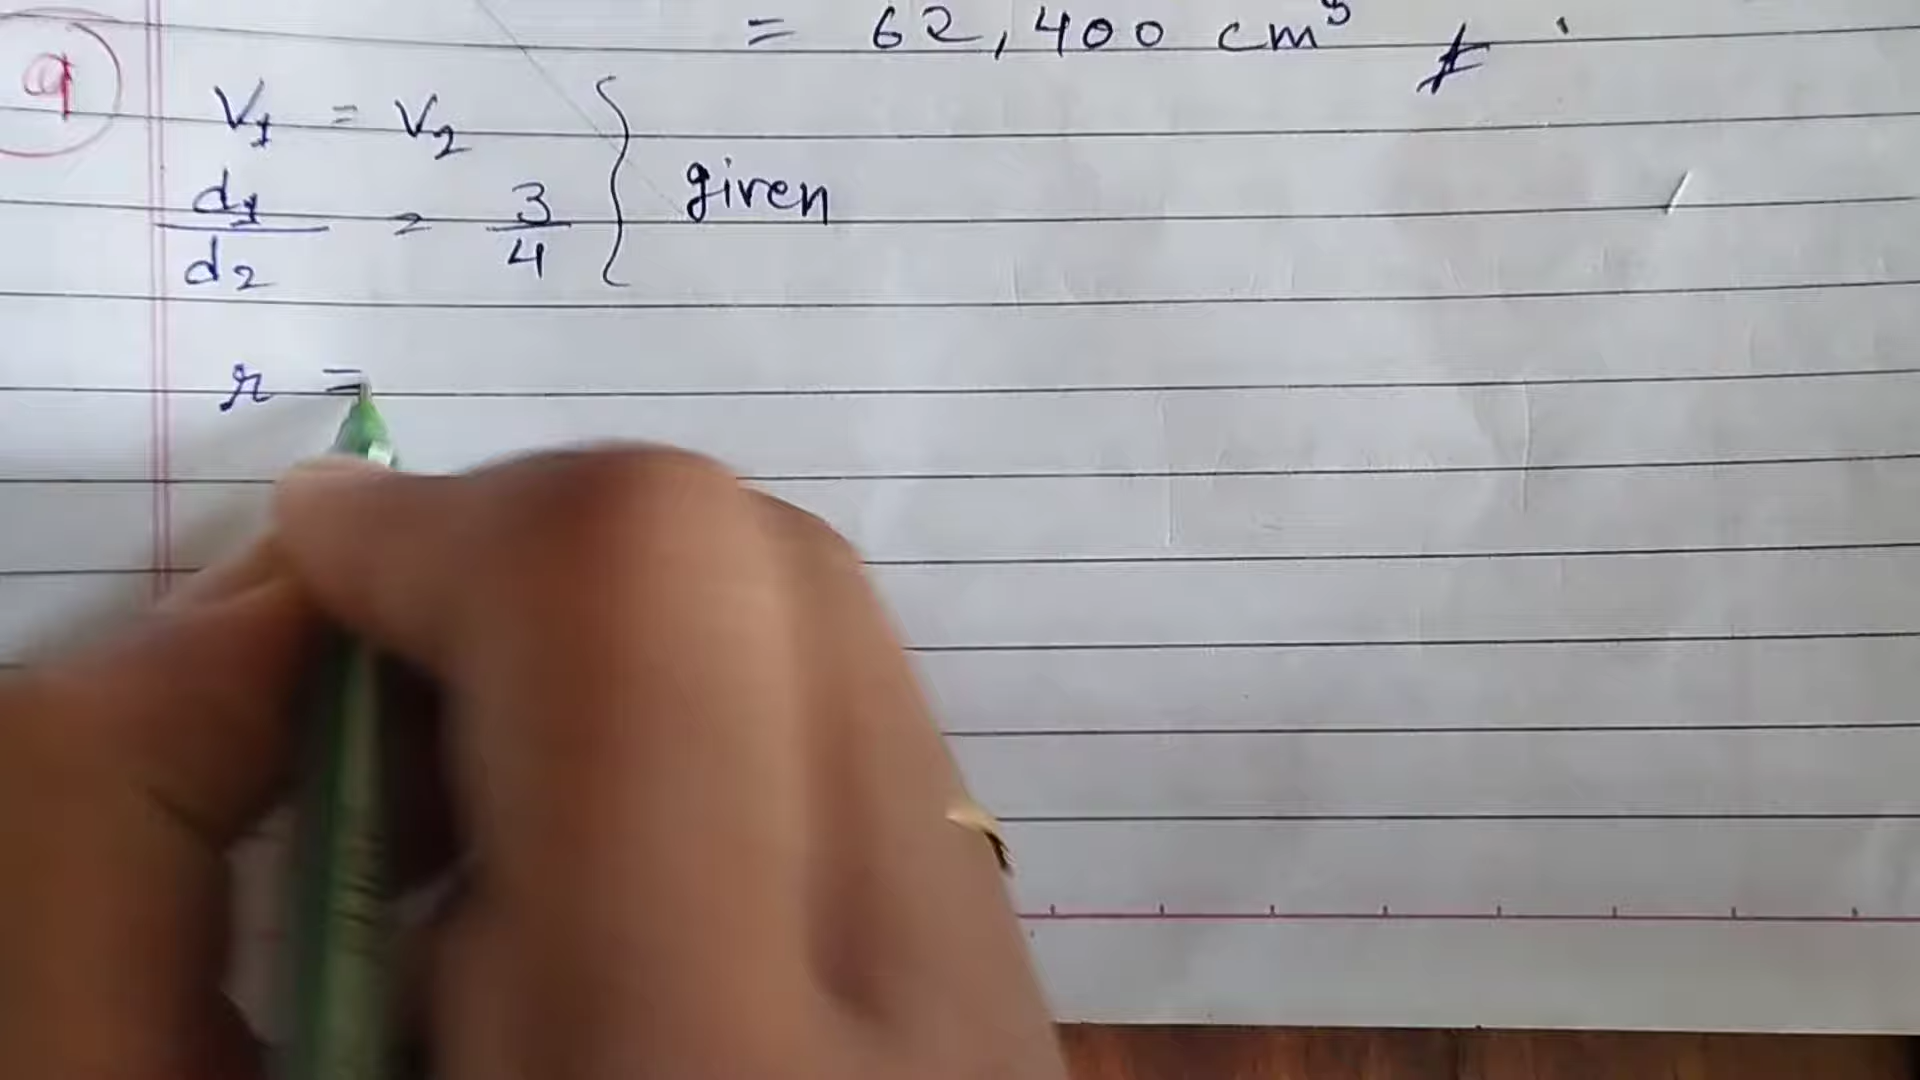 = 62,400 cm³
9
V₁ = V₂
d₁/d₂ = 3/4 } given
r =